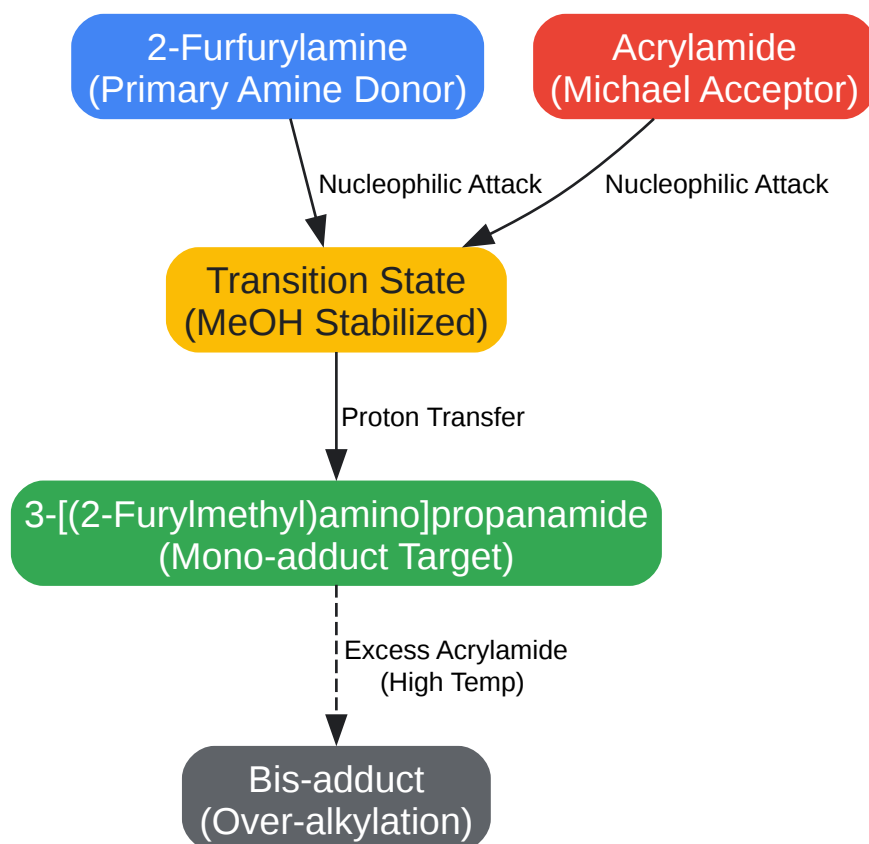 2-Furfurylamine
(Primary Amine Donor)
Acrylamide
(Michael Acceptor)
Nucleophilic Attack
Nucleophilic Attack
Transition State
(MeOH Stabilized)
Proton Transfer
3-[(2-Furylmethyl)amino]propanamide
(Mono-adduct Target)
Excess Acrylamide
(High Temp)
Bis-adduct
(Over-alkylation)